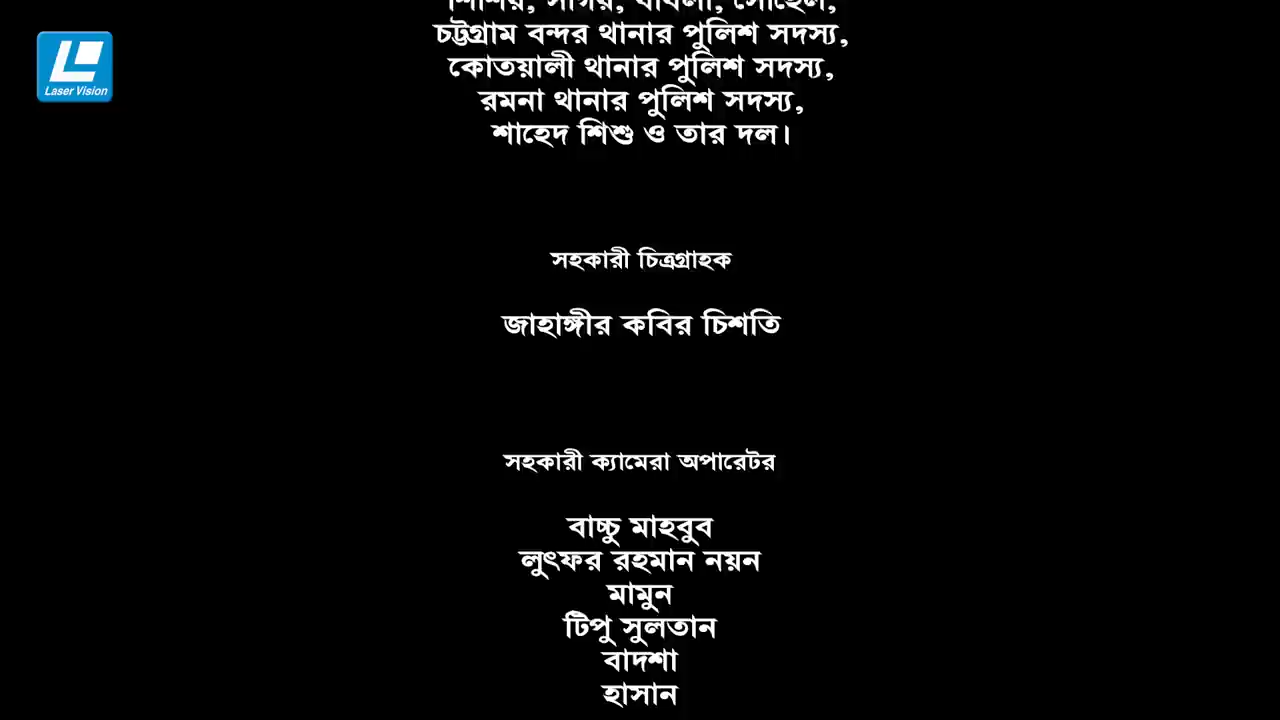 চট্টগ্রাম বন্দর থানার পুলিশ সদস্য,
কোতয়ালী থানার পুলিশ সদস্য,
রমনা থানার পুলিশ সদস্য,
শাহেদ শিশু ও তার দল।
সহকারী চিত্রগ্রাহক
জাহাঙ্গীর কবির চিশতি
সহকারী ক্যামেরা অপারেটর
বাচ্চু মাহবুব
লুৎফর রহমান নয়ন
মামুন
টিপু সুলতান
বাদশা
হাসান
Laser Vision